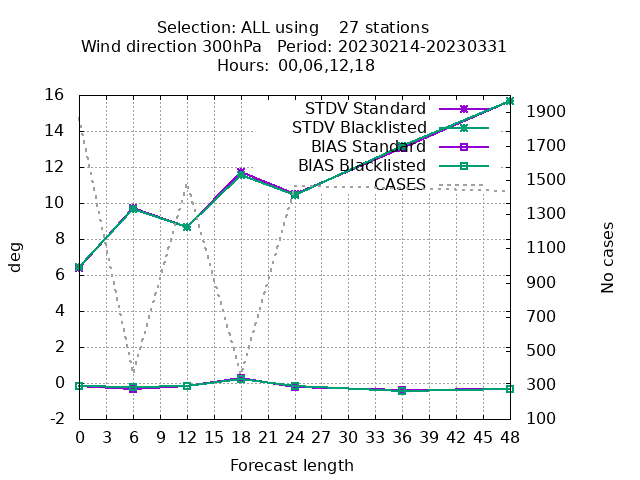 Selection: ALL using    27 stations
Wind direction 300hPa   Period: 20230214-20230331
Hours:  00,06,12,18
STDV Standard
STDV Blacklisted
BIAS Standard
BIAS Blacklisted
CASES
deg
16
14
12
10
8
6
4
2
0
-2
1900
1700
1500
1300
1100
900
700
500
300
100
No cases
0 3 6 9 12 15 18 21 24 27 30 33 36 39 42 45 48
Forecast length